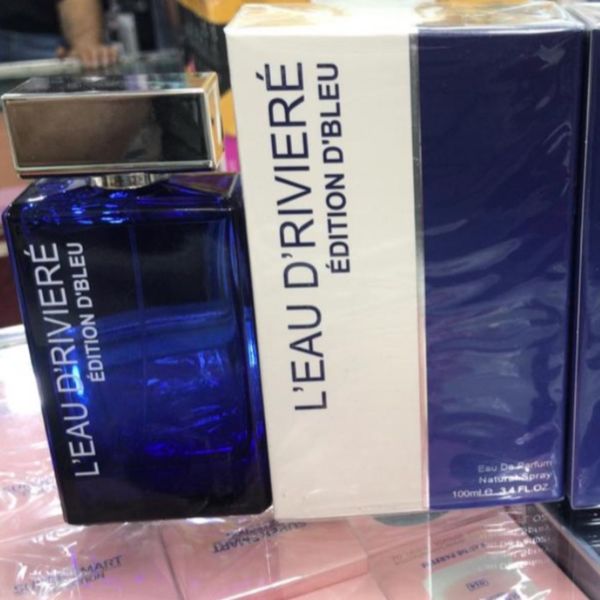 L'EAU D'RIVIERÉ
ÉDITION D'BLEU
L'EAU D'RIVIERÉ
ÉDITION D'BLEU
Eau De Parfum
Natural Spray
100ml ℮ 3.4 FL.OZ